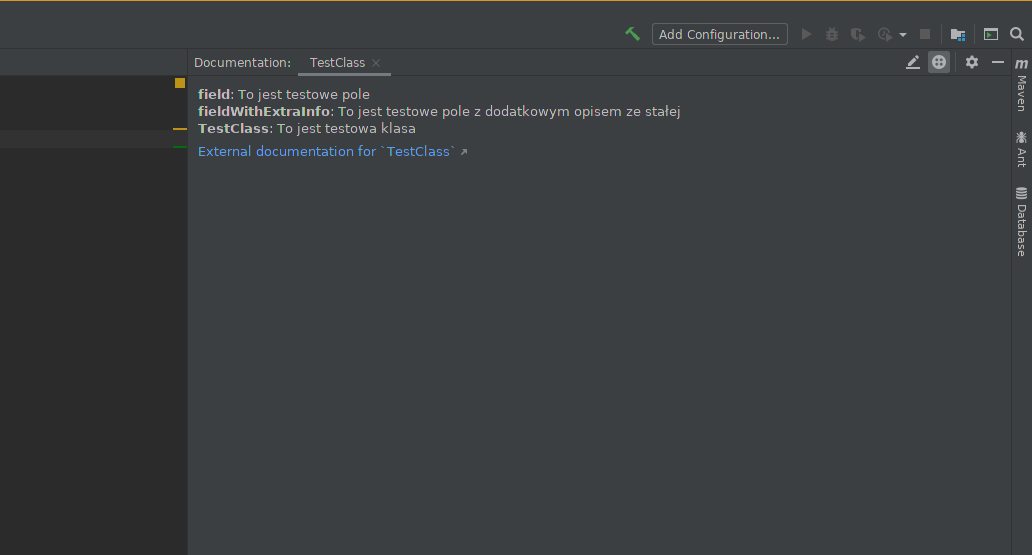 Add Configuration...
Documentation: TestClass
field: To jest testowe pole
fieldWithExtraInfo: To jest testowe pole z dodatkowym opisem ze stałej
TestClass: To jest testowa klasa
External documentation for `TestClass`
m Maven
Ant
Database